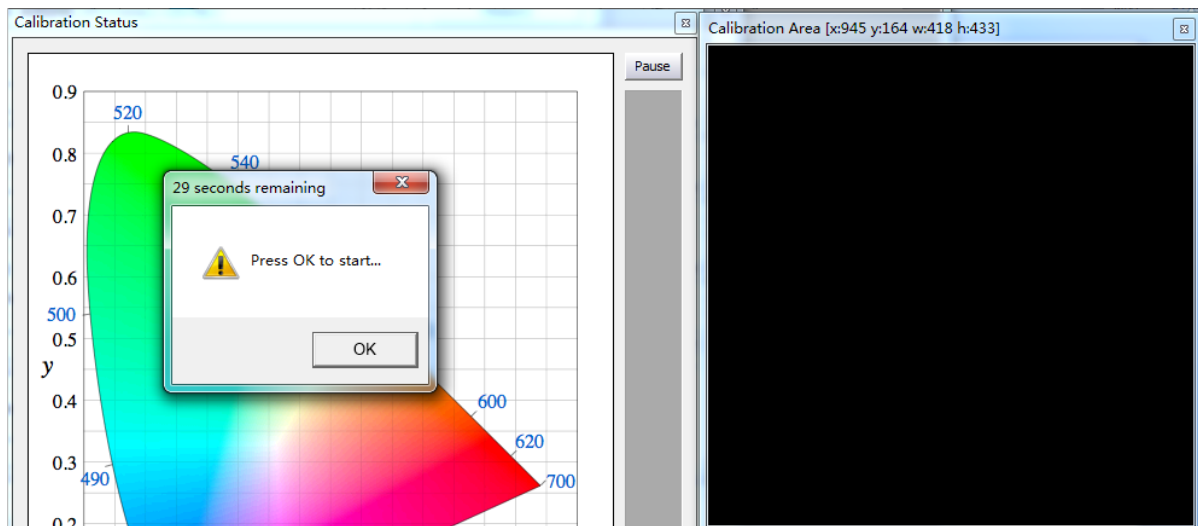 Calibration Status
Calibration Area [x:945 y:164 w:418 h:433]
Pause
0.9
520
0.8
540
29 seconds remaining
0.7
Press OK to start...
0.6
500
0.5
OK
y
0.4
600
620
0.3
490
700
0.2